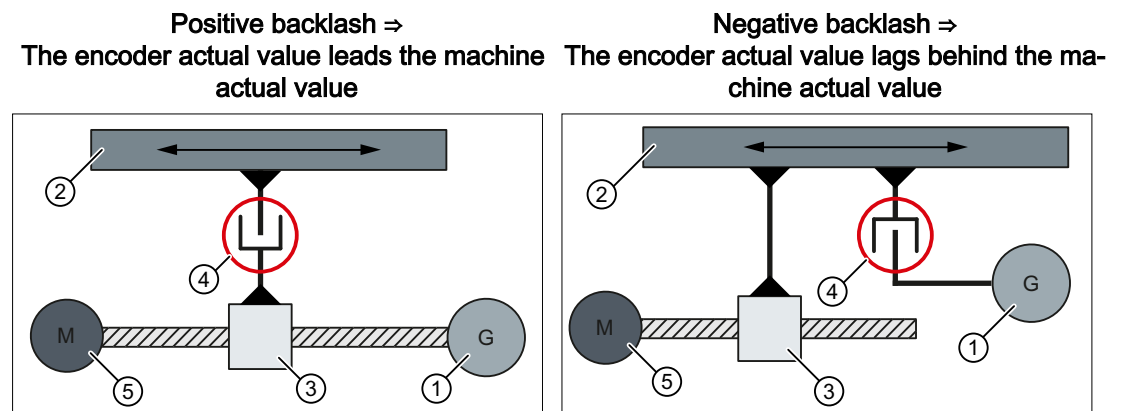 Positive backlash ⇒
The encoder actual value leads the machine
actual value
Negative backlash ⇒
The encoder actual value lags behind the ma-
chine actual value
2
4
M
G
5
3
1
2
4
G
M
1
5
3